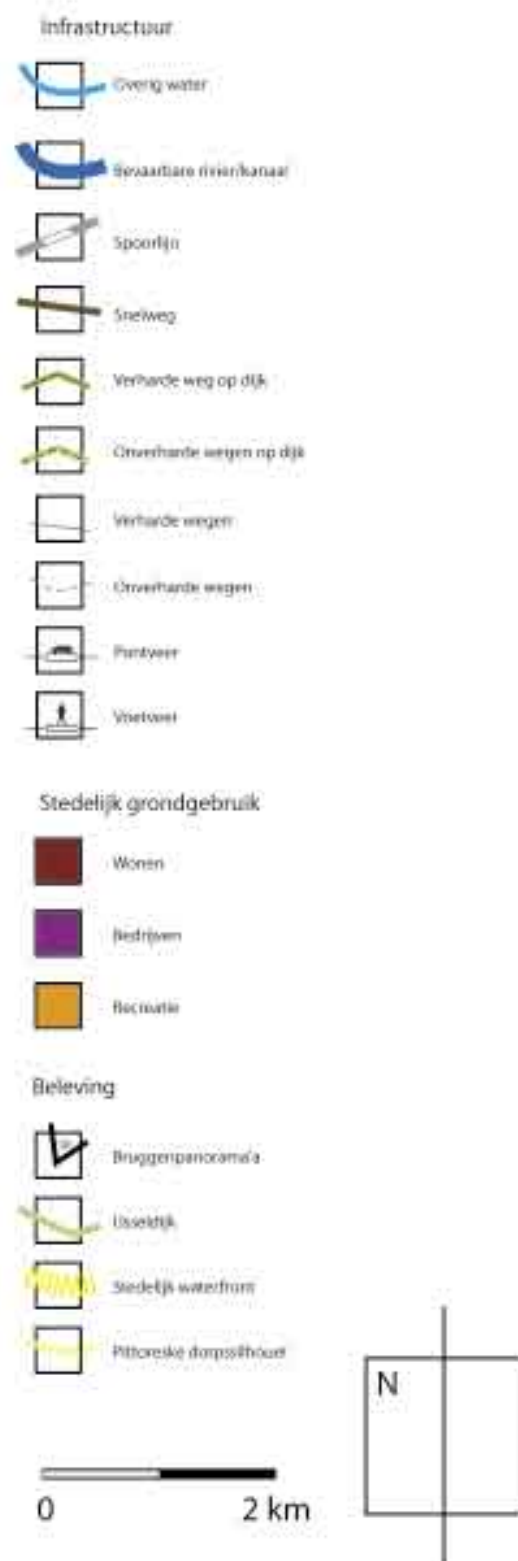 Infrastructuur
Overig water
Bevaarbare rivier/kanaal
Spoorlijn
Snelweg
Verharde weg op dijk
Onverharde wegen op dijk
Verharde wegen
Onverharde wegen
Pontveer
Voetveer
Stedelijk grondgebruik
Wonen
Bedrijven
Recreatie
Beleving
Bruggenpanorama's
IJsseldijk
Stedelijk waterfront
Pittoreske dorpssilhouet
0 2 km
N